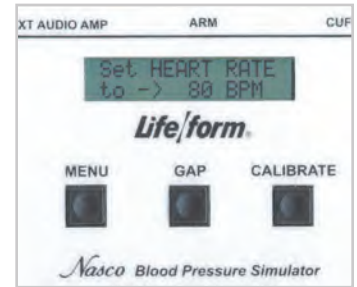 XT AUDIO AMP ARM CUF
Set HEART RATE
to -> 80 BPM
Life/form®
MENU GAP CALIBRATE
Nasco Blood Pressure Simulator